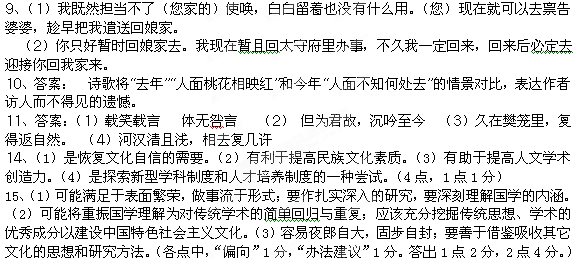 9、（1）我既然担当不了（您家的）使唤，白白留着也没有什么用。（您）现在就可以去禀告
婆婆，趁早把我遣送回娘家。
（2）你只好暂时回娘家去。我现在暂且回太守府里办事，不久我一定回来，回来后必定去
迎接你回我家来。
10、答案： 诗歌将“去年”“人面桃花相映红”和今年“人面不知何处去”的情景对比，表达作者
访人而不得见的遗憾。
11、答案：（1）载笑载言 体无咎言 （2） 但为君故，沉吟至今 （3）久在樊笼里，复
得返自然。 （4）河汉清且浅，相去复几许
14、（1）是恢复文化自信的需要。（2）有利于提高民族文化素质。（3）有助于提高人文学术
创造力。（4）是探索新型学科制度和人才培养制度的一种尝试。（4点，1点1分）
15、（1）可能满足于表面繁荣，做事流于形式；要作扎实深入的研究，要深刻理解国学的内涵。
（2）可能将重振国学理解为对传统学术的简单回归与重复；应该充分挖掘传统思想、学术的
优秀成分以建设中国特色社会主义文化。（3）容易夜郎自大，固步自封；要善于借鉴吸收其它
文化的思想和研究方法。（各点中，“偏向”1分，“办法建议”1分。答出1点2分，2点4分。）